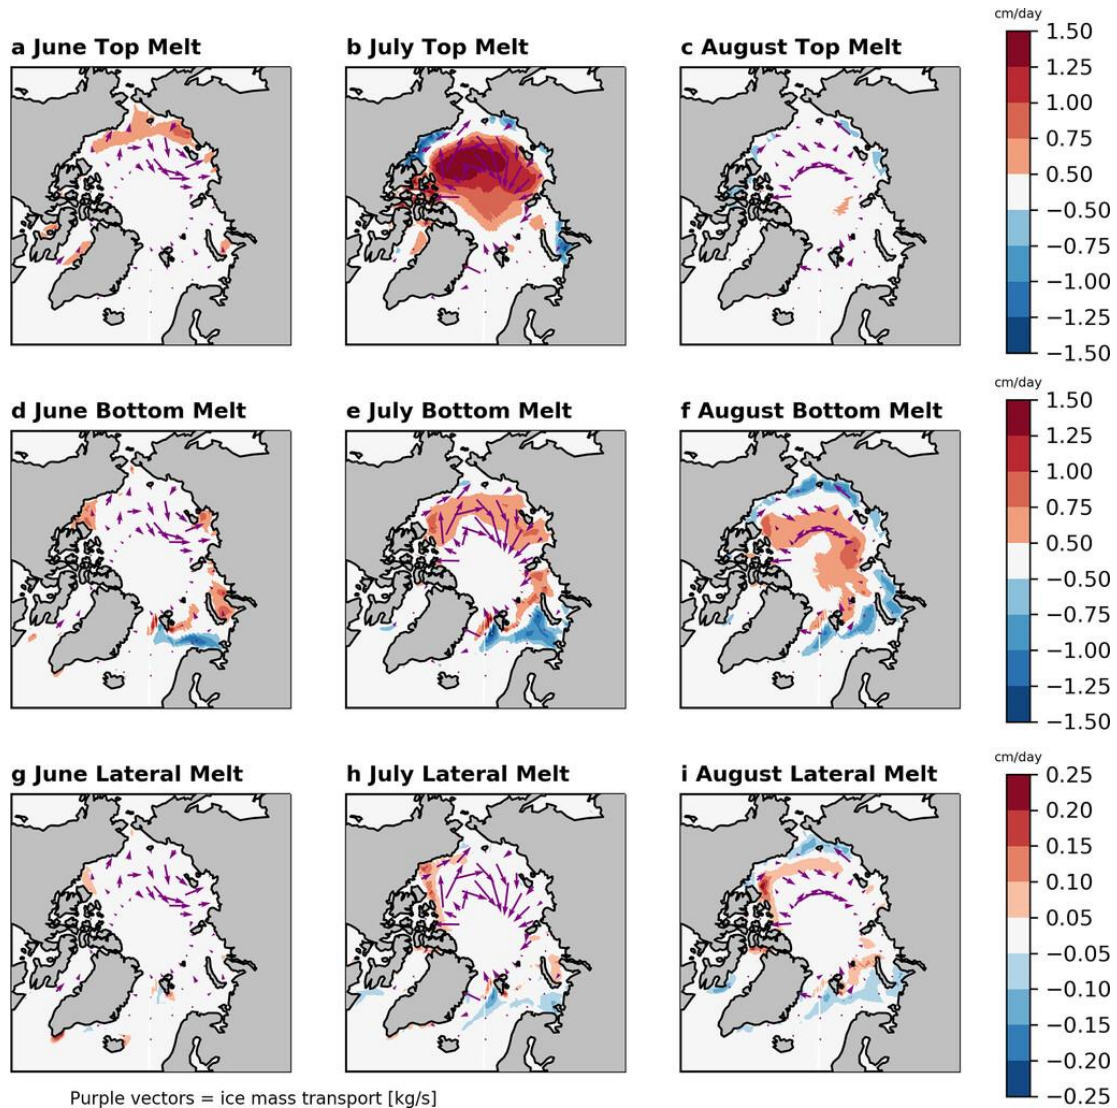 cm/day
a June Top Melt
b July Top Melt
c August Top Melt
1.50
1.25
1.00
0.75
0.50
−0.50
−0.75
−1.00
−1.25
−1.50
cm/day
d June Bottom Melt
e July Bottom Melt
f August Bottom Melt
1.50
1.25
1.00
0.75
0.50
−0.50
−0.75
−1.00
−1.25
−1.50
cm/day
g June Lateral Melt
h July Lateral Melt
i August Lateral Melt
0.25
0.20
0.15
0.10
0.05
−0.05
−0.10
−0.15
−0.20
−0.25
Purple vectors = ice mass transport [kg/s]